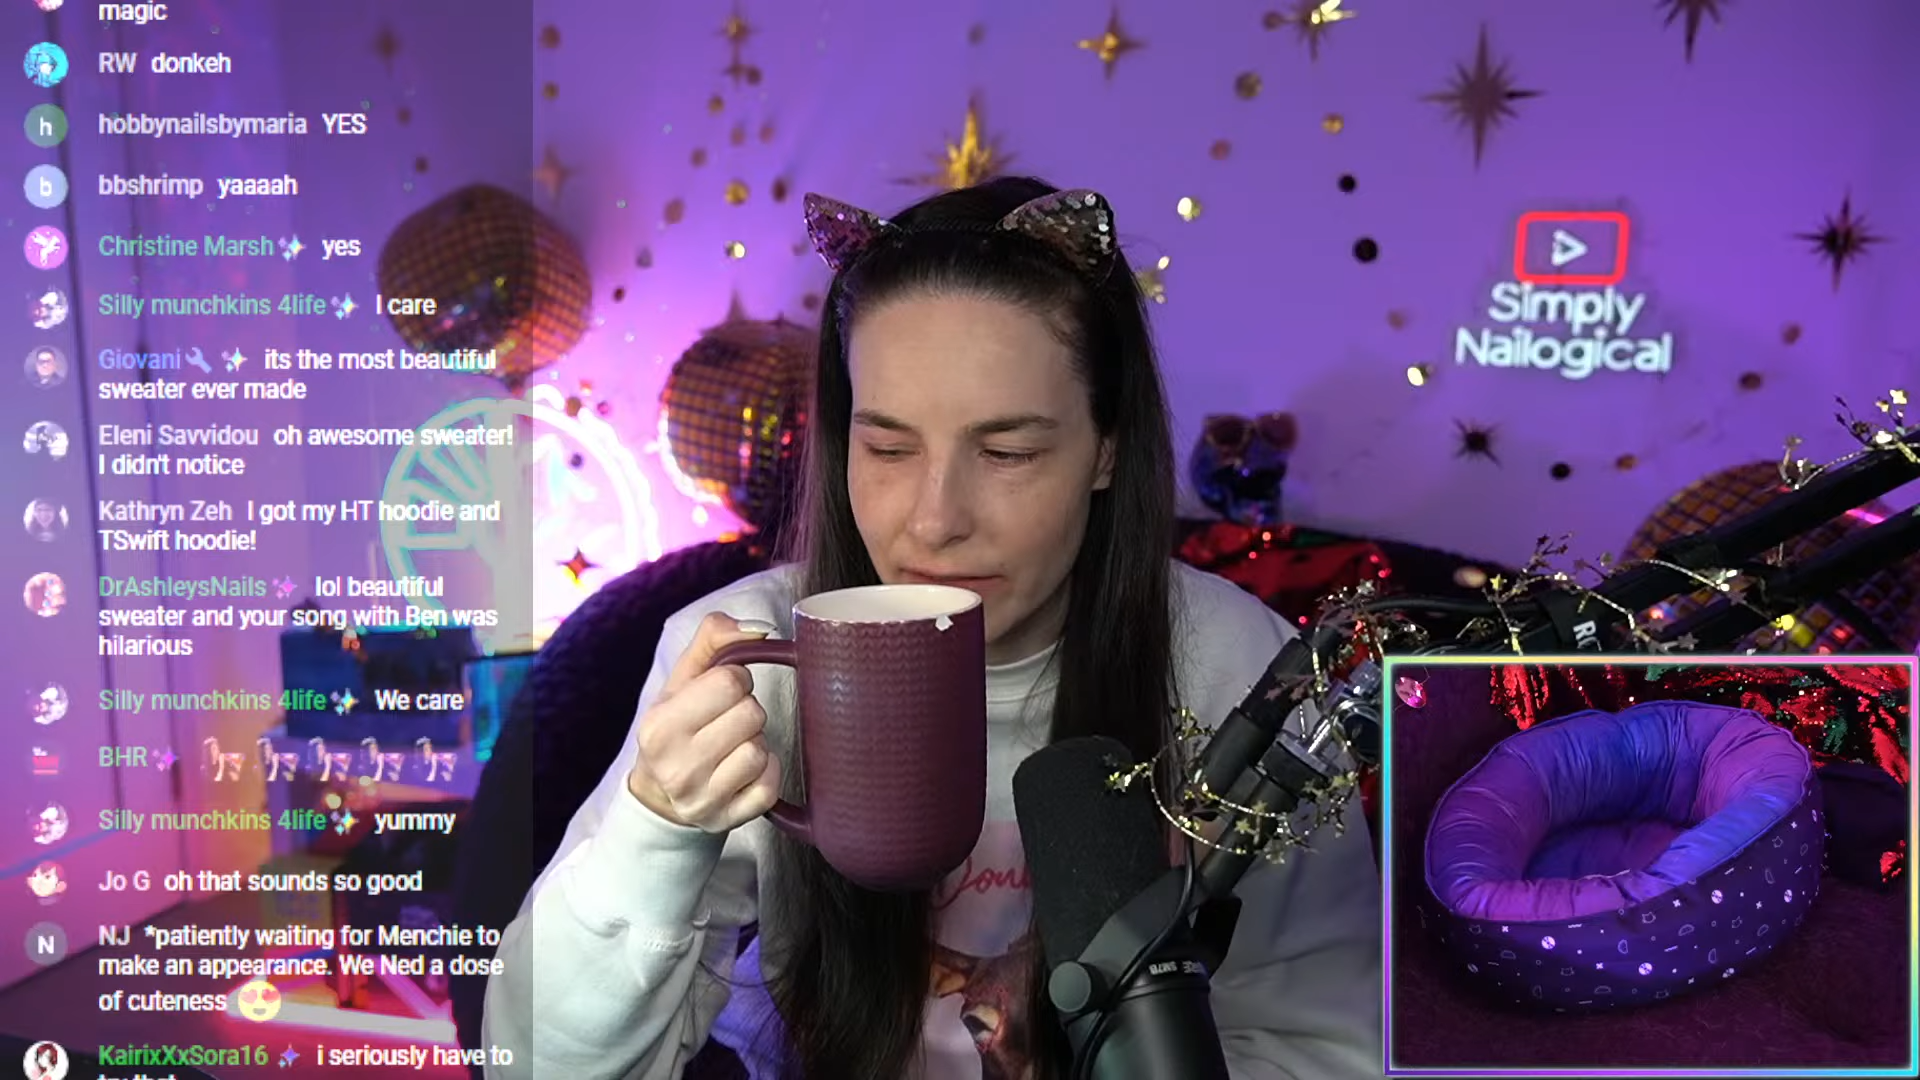 magic
RW donkeh
hobbynailsbymaria YES
bbshrimp yaaaah
Christine Marsh✨ yes
Silly munchkins 4life✨ I care
Giovani🔧✨ its the most beautiful
sweater ever made
Eleni Savvidou oh awesome sweater!
I didn't notice
Kathryn Zeh I got my HT hoodie and
TSwift hoodie!
DrAshleysNails✨ lol beautiful
sweater and your song with Ben was
hilarious
Silly munchkins 4life✨ We care
BHR✨
Silly munchkins 4life✨ yummy
Jo G oh that sounds so good
N NJ *patiently waiting for Menchie to
make an appearance. We Ned a dose
of cuteness 😍
KairixXxSora16✨ i seriously have to
Simply
Nailogical
SM7B